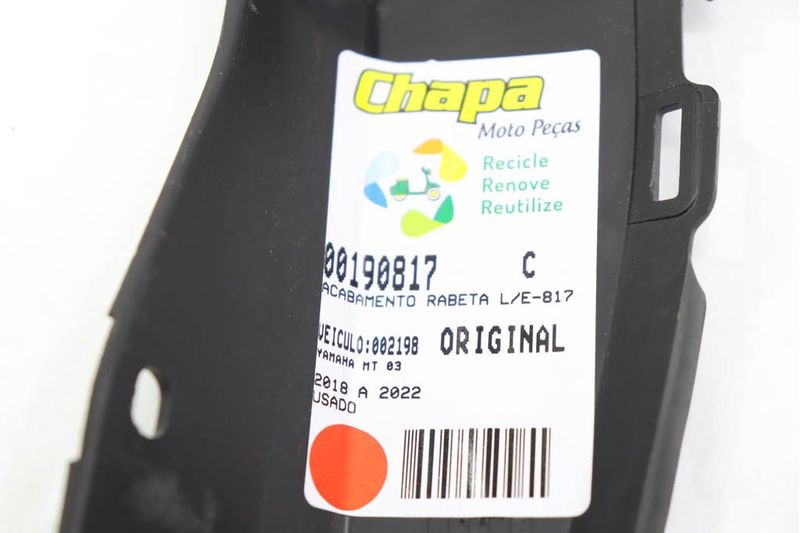 Chapa
Moto Peças
Recicle
Renove
Reutilize
00190817 C
ACABAMENTO RABETA L/E-817
VEICULO:002198 ORIGINAL
YAMAHA MT 03
2018 A 2022
USADO